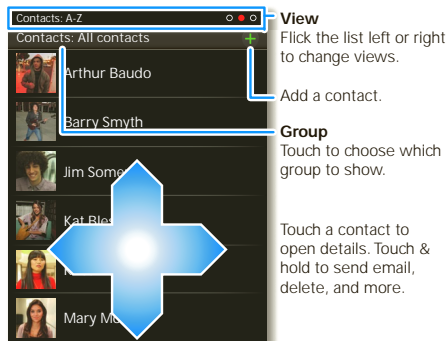 Contacts: A-Z
Contacts: All contacts
Arthur Baudo
Barry Smyth
Jim Some
Kat Bles
Mary M
View
Flick the list left or right
to change views.
Add a contact.
Group
Touch to choose which
group to show.
Touch a contact to
open details. Touch &
hold to send email,
delete, and more.